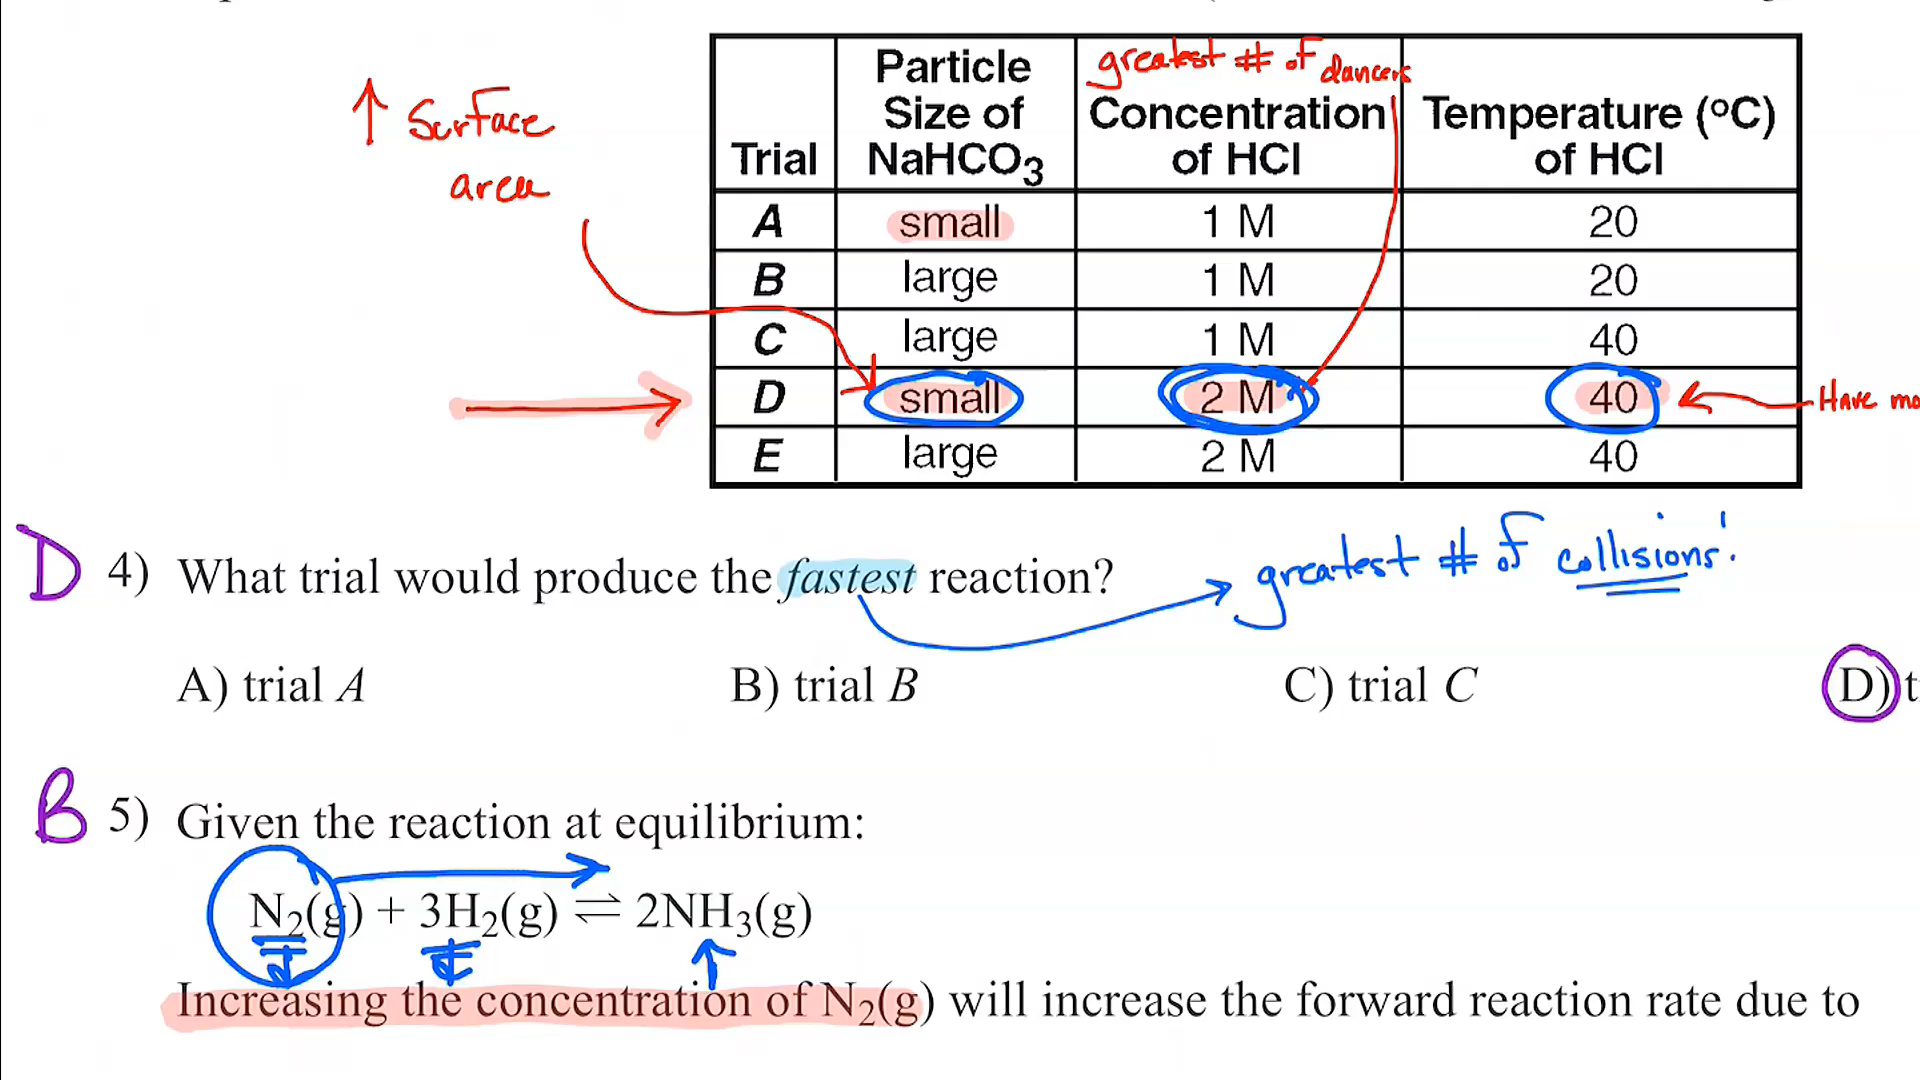 greatest # of dancers
↑ Surface area
Trial | Particle Size of NaHCO₃ | Concentration of HCl | Temperature (°C) of HCl
A | small | 1 M | 20
B | large | 1 M | 20
C | large | 1 M | 40
D | small | 2 M | 40
E | large | 2 M | 40
Have
D 4) What trial would produce the fastest reaction?
greatest # of collisions!
A) trial A B) trial B C) trial C D) t
B 5) Given the reaction at equilibrium:
N₂(g) + 3H₂(g) ⇌ 2NH₃(g)
Increasing the concentration of N₂(g) will increase the forward reaction rate due to